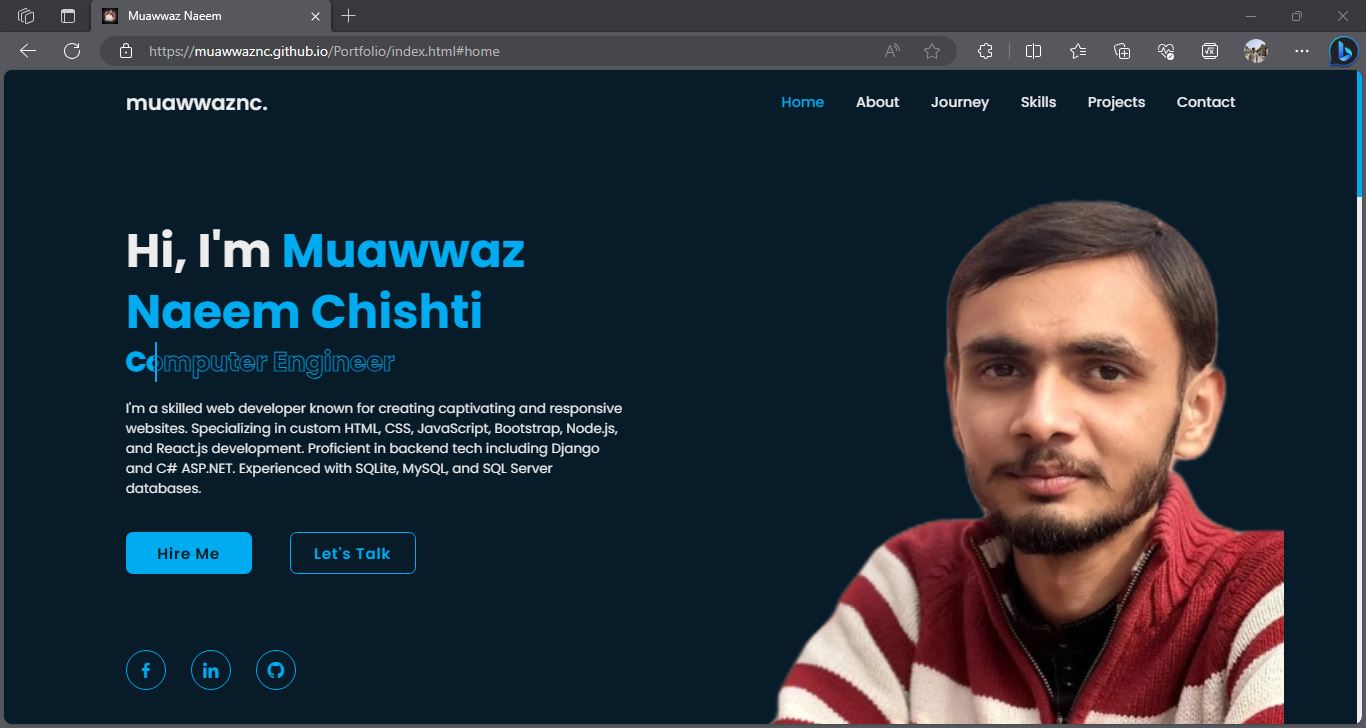 Muawwaz Naeem
https://muawwaznc.github.io/Portfolio/index.html#home
muawwaznc.
Home About Journey Skills Projects Contact
Hi, I'm Muawwaz
Naeem Chishti
Computer Engineer
I'm a skilled web developer known for creating captivating and responsive
websites. Specializing in custom HTML, CSS, JavaScript, Bootstrap, Node.js,
and React.js development. Proficient in backend tech including Django
and C# ASP.NET. Experienced with SQLite, MySQL, and SQL Server
databases.
Hire Me Let's Talk